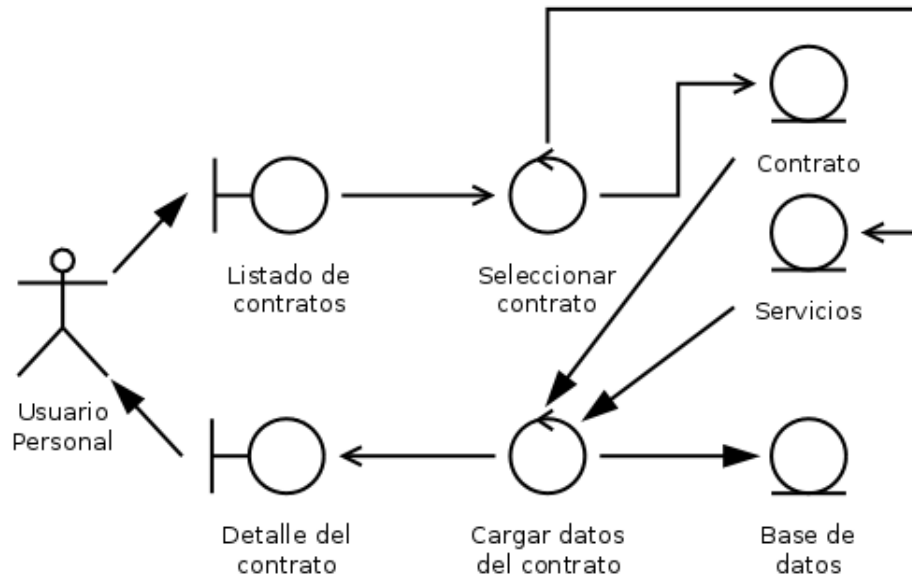 Contrato
Listado de
contratos
Seleccionar
contrato
Servicios
Usuario
Personal
Detalle del
contrato
Cargar datos
del contrato
Base de
datos